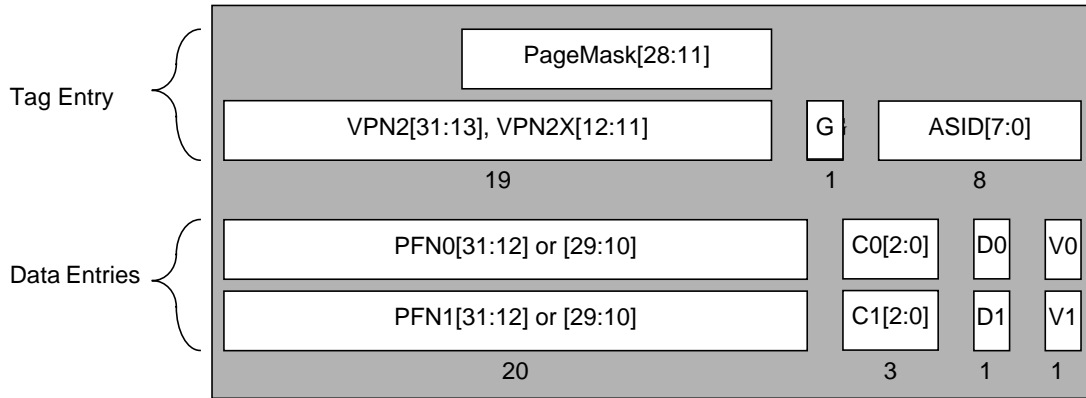 PageMask[28:11]
Tag Entry
VPN2[31:13], VPN2X[12:11] G ASID[7:0]
19 1 8
PFN0[31:12] or [29:10] C0[2:0] D0 V0
Data Entries
PFN1[31:12] or [29:10] C1[2:0] D1 V1
20 3 1 1